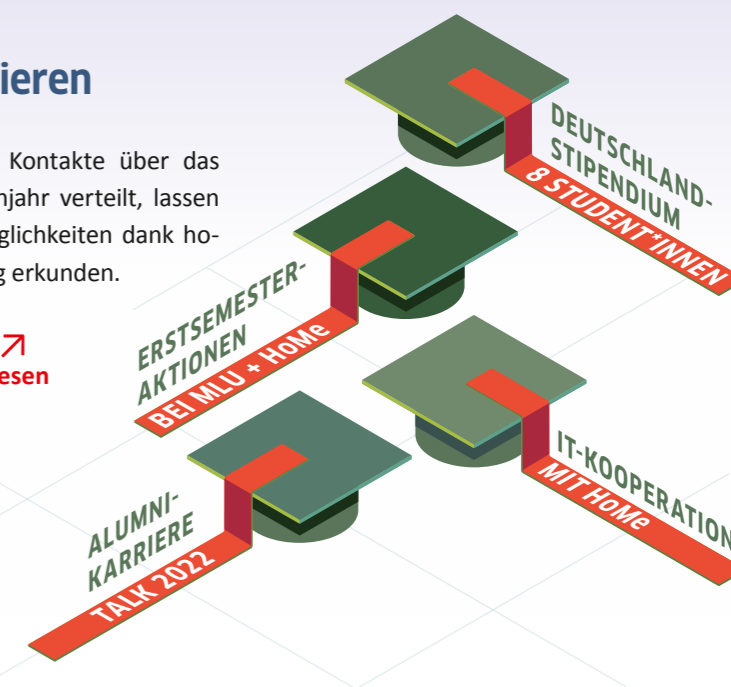 ieren
Kontakte über das
njahr verteilt, lassen
glichkeiten dank ho-
g erkunden.
esen
DEUTSCHLAND-
STIPENDIUM
8 STUDENT*INNEN
ERSTSEMESTER-
AKTIONEN
BEI MLU + HoMe
IT-KOOPERATION
MIT HoMe
ALUMNI-
KARRIERE
TALK 2022